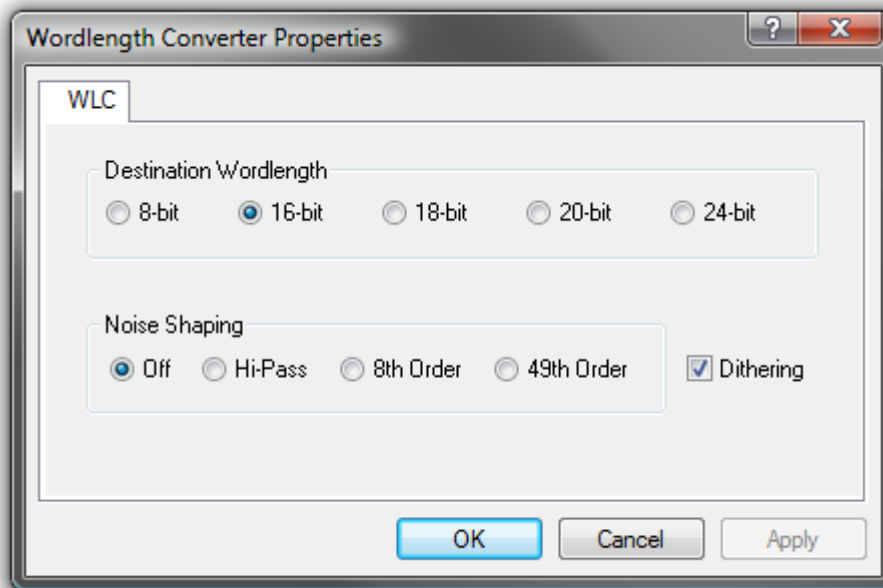 Wordlength Converter Properties
?
X
WLC
Destination Wordlength
8-bit 16-bit 18-bit 20-bit 24-bit
Noise Shaping
Off Hi-Pass 8th Order 49th Order Dithering
OK Cancel Apply